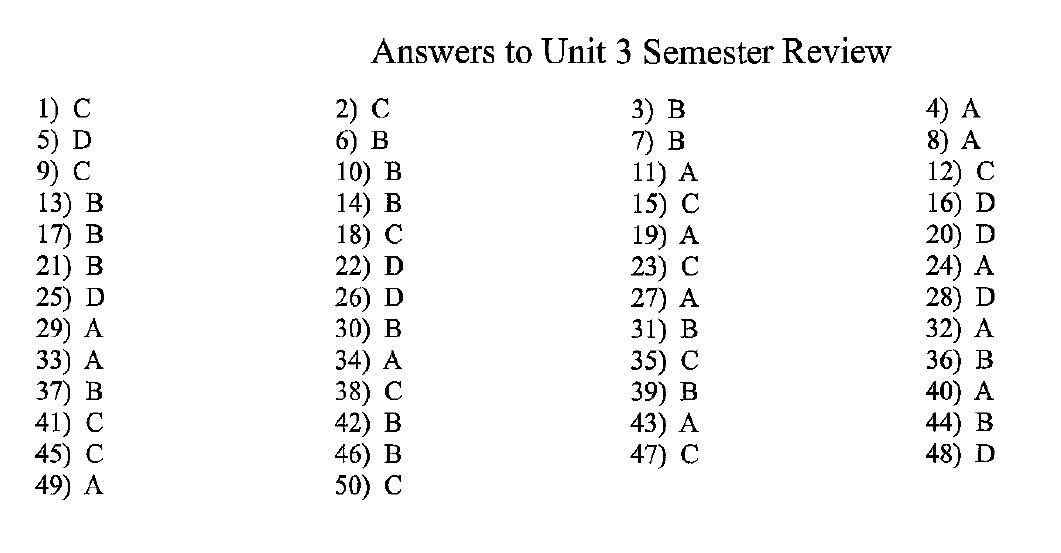 Answers to Unit 3 Semester Review
1) C 2) C 3) B 4) A
5) D 6) B 7) B 8) A
9) C 10) B 11) A 12) C
13) B 14) B 15) C 16) D
17) B 18) C 19) A 20) D
21) B 22) D 23) C 24) A
25) D 26) D 27) A 28) D
29) A 30) B 31) B 32) A
33) A 34) A 35) C 36) B
37) B 38) C 39) B 40) A
41) C 42) B 43) A 44) B
45) C 46) B 47) C 48) D
49) A 50) C